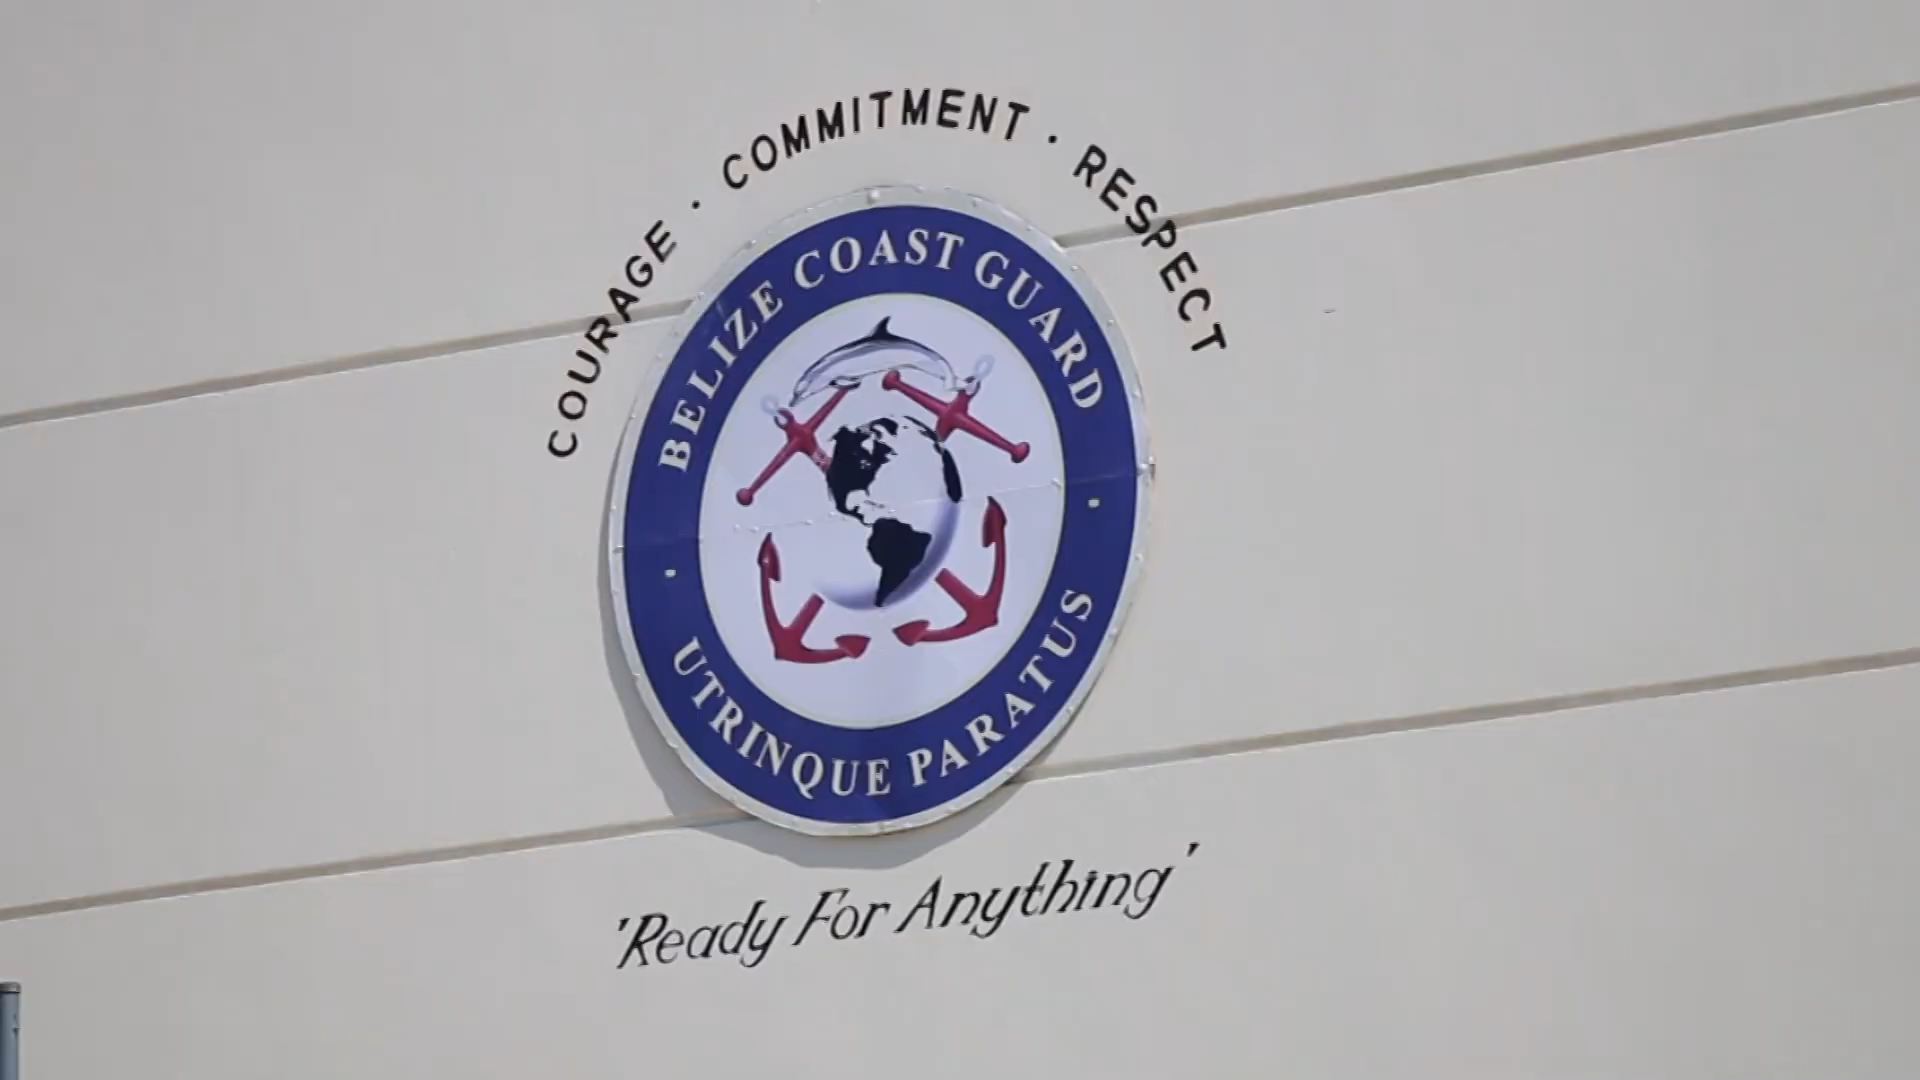 COURAGE · COMMITMENT · RESPECT
BELIZE COAST GUARD
UTRINQUE PARATUS
'Ready For Anything'